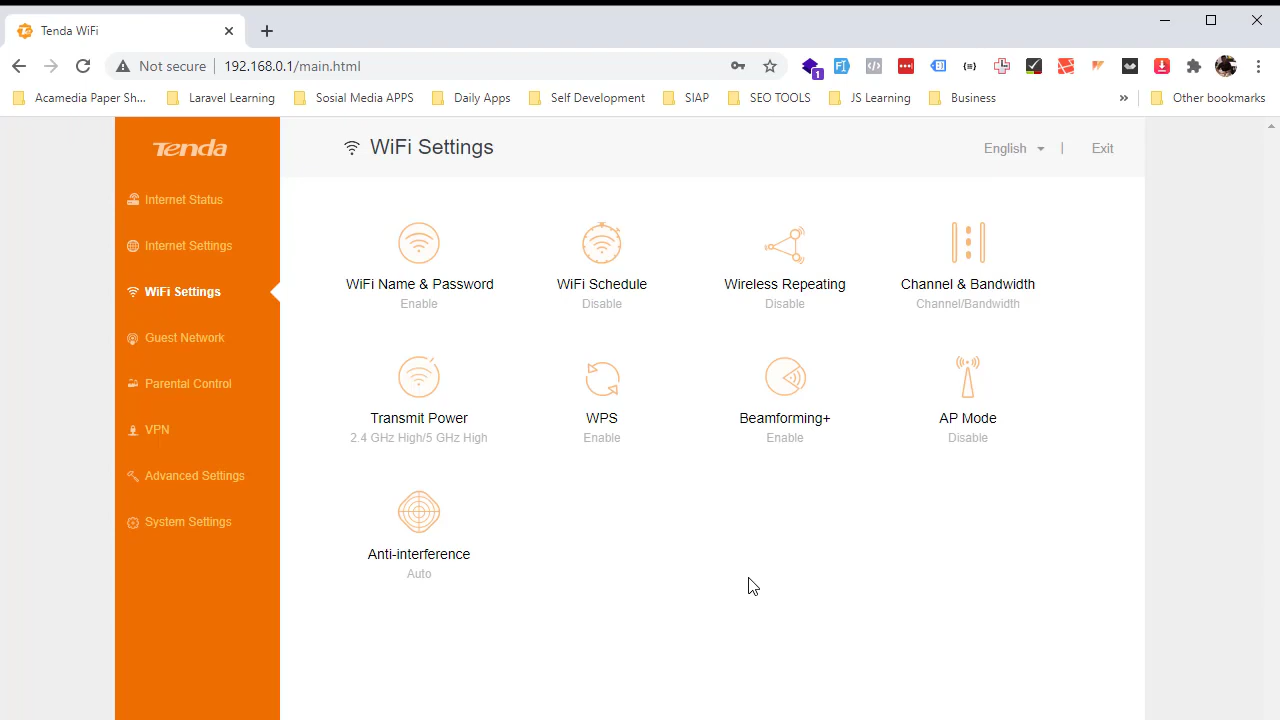 Tenda WiFi
Not secure | 192.168.0.1/main.html
1
Acamedia Paper Sh...
Laravel Learning
Sosial Media APPS
Daily Apps
Self Development
SIAP
SEO TOOLS
JS Learning
Business
»
Other bookmarks
Tenda
WiFi Settings
English | Exit
Internet Status
Internet Settings
WiFi Settings
Guest Network
Parental Control
VPN
Advanced Settings
System Settings
WiFi Name & Password
Enable
WiFi Schedule
Disable
Wireless Repeating
Disable
Channel & Bandwidth
Channel/Bandwidth
Transmit Power
2.4 GHz High/5 GHz High
WPS
Enable
Beamforming+
Enable
AP Mode
Disable
Anti-interference
Auto